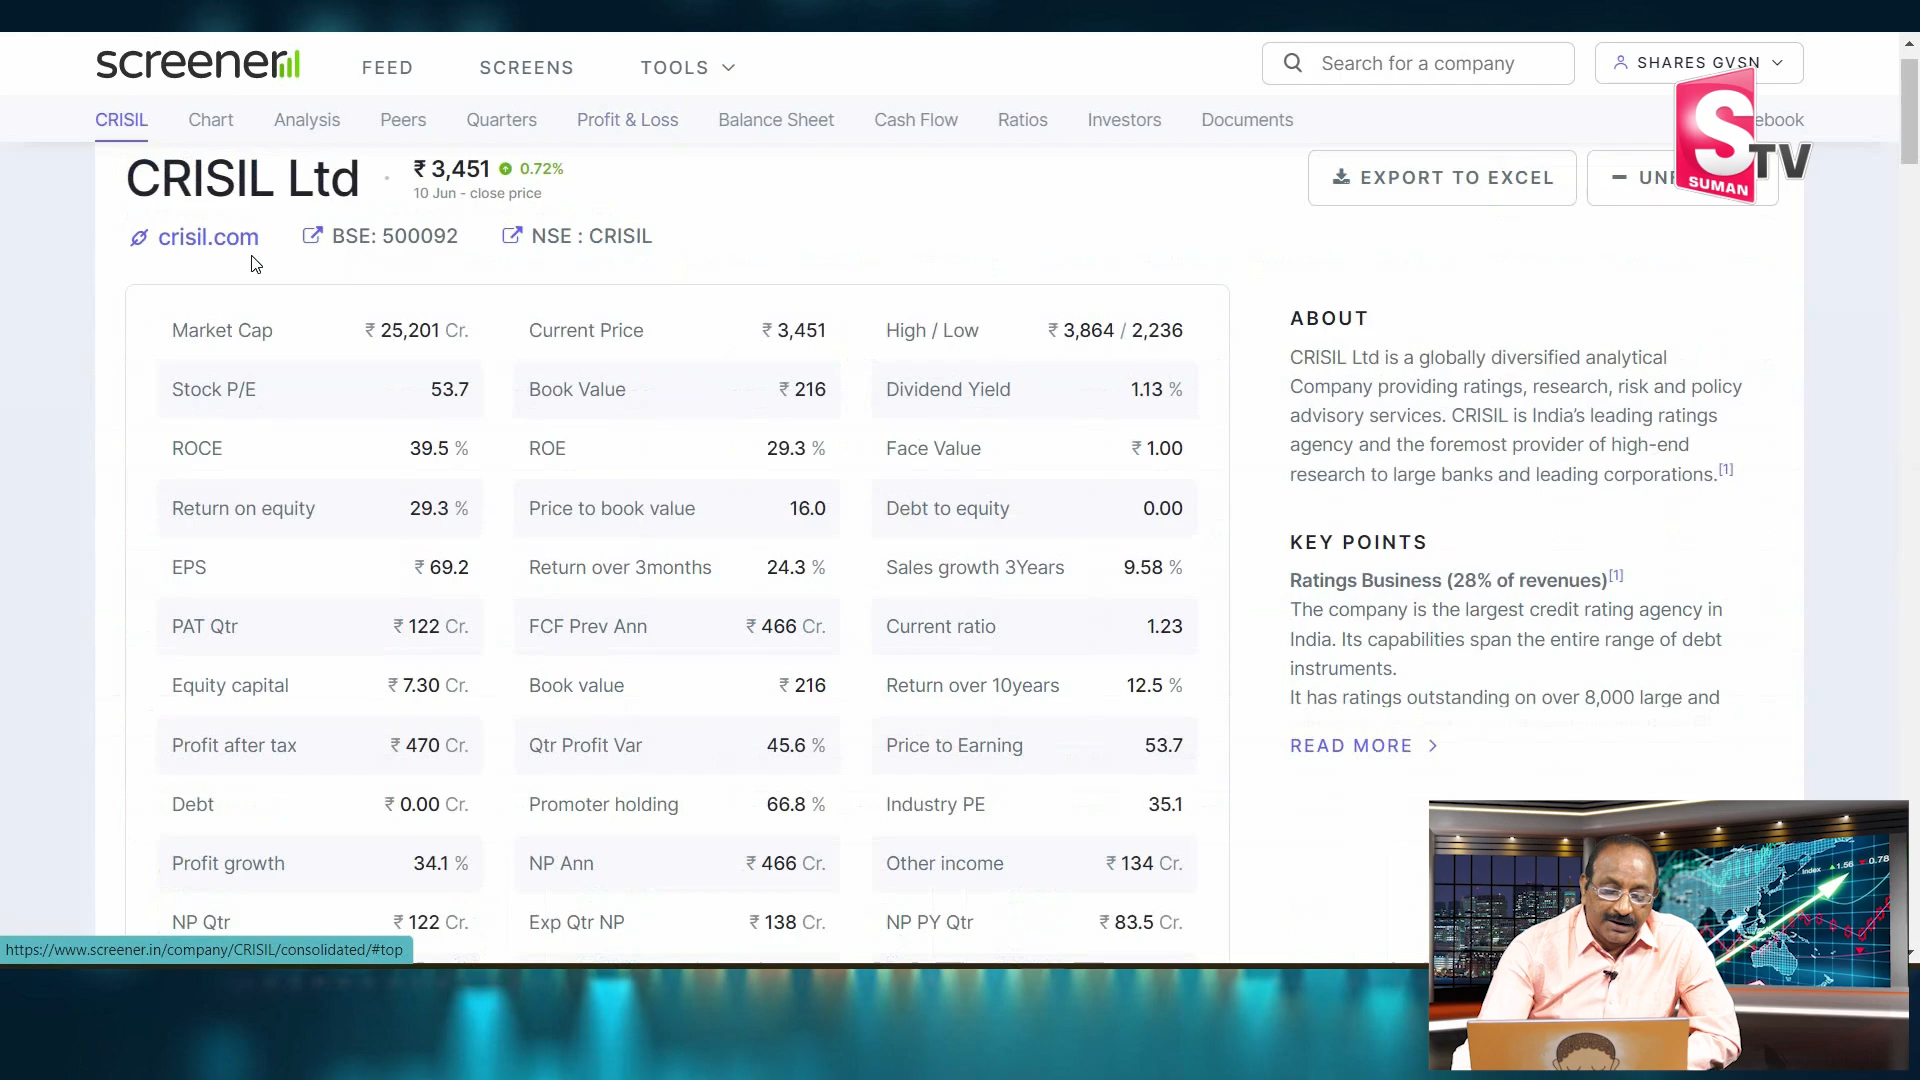 screener
FEED
SCREENS
TOOLS
Search for a company
SHARES GVSN
CRISIL
Chart
Analysis
Peers
Quarters
Profit & Loss
Balance Sheet
Cash Flow
Ratios
Investors
Documents
ebook
S TV
SUMAN
CRISIL Ltd
₹ 3,451 0.72%
10 Jun - close price
EXPORT TO EXCEL
crisil.com
BSE: 500092
NSE : CRISIL
Market Cap ₹ 25,201 Cr.
Current Price ₹ 3,451
High / Low ₹ 3,864 / 2,236
Stock P/E 53.7
Book Value ₹ 216
Dividend Yield 1.13 %
ROCE 39.5 %
ROE 29.3 %
Face Value ₹ 1.00
Return on equity 29.3 %
Price to book value 16.0
Debt to equity 0.00
EPS ₹ 69.2
Return over 3months 24.3 %
Sales growth 3Years 9.58 %
PAT Qtr ₹ 122 Cr.
FCF Prev Ann ₹ 466 Cr.
Current ratio 1.23
Equity capital ₹ 7.30 Cr.
Book value ₹ 216
Return over 10years 12.5 %
Profit after tax ₹ 470 Cr.
Qtr Profit Var 45.6 %
Price to Earning 53.7
Debt ₹ 0.00 Cr.
Promoter holding 66.8 %
Industry PE 35.1
Profit growth 34.1 %
NP Ann ₹ 466 Cr.
Other income ₹ 134 Cr.
NP Qtr ₹ 122 Cr.
Exp Qtr NP ₹ 138 Cr.
NP PY Qtr ₹ 83.5 Cr.
ABOUT
CRISIL Ltd is a globally diversified analytical
Company providing ratings, research, risk and policy
advisory services. CRISIL is India's leading ratings
agency and the foremost provider of high-end
research to large banks and leading corporations.[1]
KEY POINTS
Ratings Business (28% of revenues)[1]
The company is the largest credit rating agency in
India. Its capabilities span the entire range of debt
instruments.
It has ratings outstanding on over 8,000 large and
READ MORE
https://www.screener.in/company/CRISIL/consolidated/#top
Index 1.56 0.78